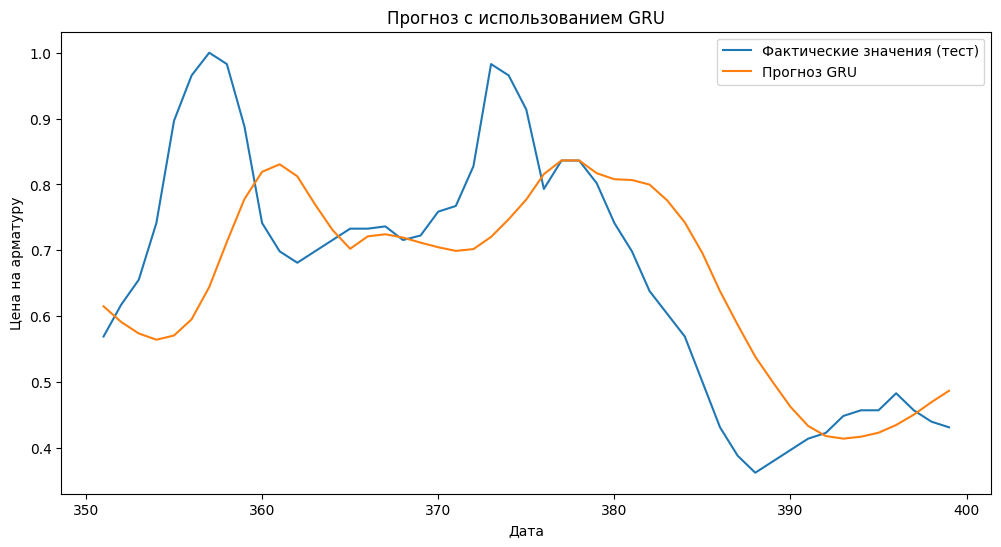 Прогноз с использованием GRU
Фактические значения (тест)
Прогноз GRU
Цена на арматуру
1.0
0.9
0.8
0.7
0.6
0.5
0.4
350
360
370
380
390
400
Дата